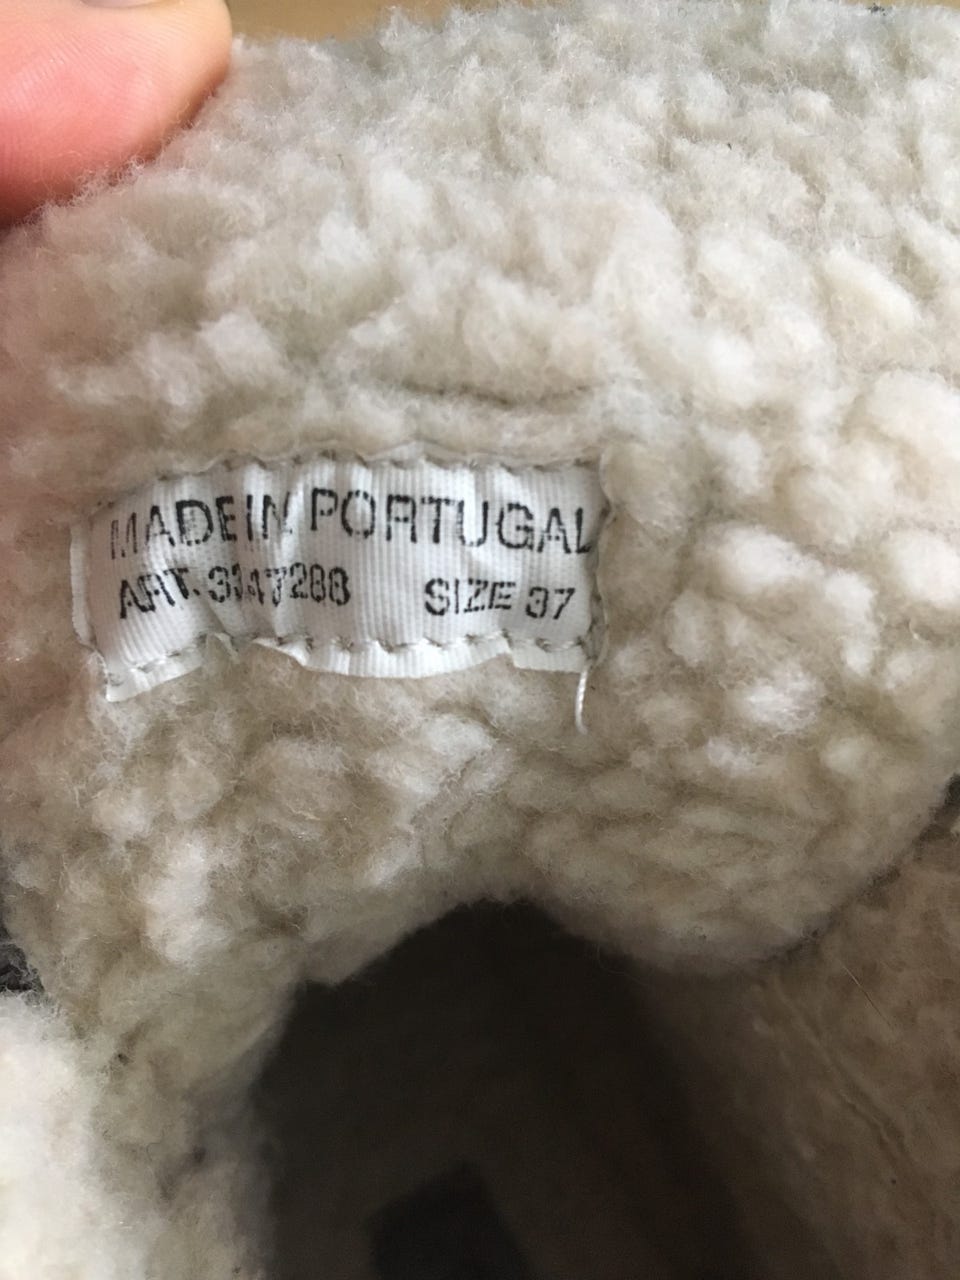 MADE IN PORTUGAL
ART. 3347288 SIZE 37